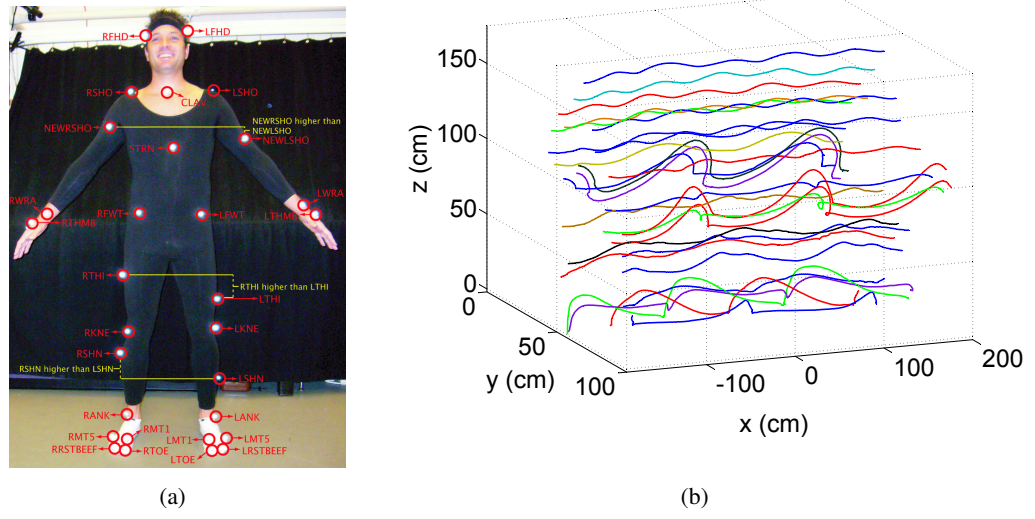 RFHD
LFHD
RSHO
CLAV
LSHO
NEWRSHO
NEWRSHO higher than
NEWLSHO
NEWLSHO
STRN
RWRA
LWRA
RTHMB
RFWT
LFWT
LTHMB
RTHI
RTHI higher than LTHI
LTHI
RKNE
LKNE
RSHN
RSHN higher than LSHN
LSHN
RANK
LANK
RMT5
RMT1
LMT1
LMT5
RRSTBEEF
RTOE
LTOE
LRSTBEEF
(a)
150
100
50
0
z (cm)
0
50
100
y (cm)
-100
0
100
200
x (cm)
(b)